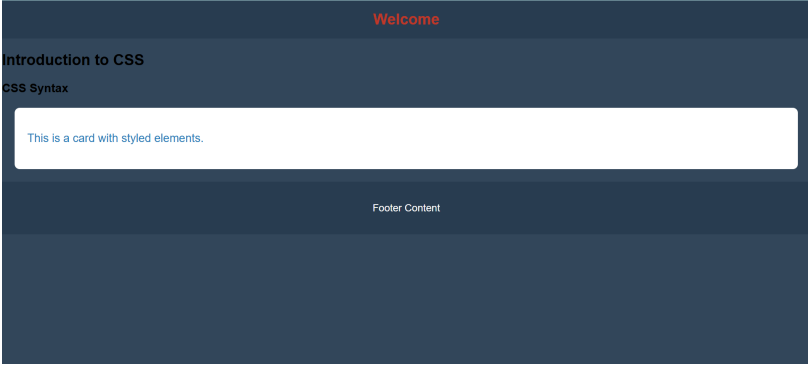 Welcome
Introduction to CSS
CSS Syntax
This is a card with styled elements.
Footer Content